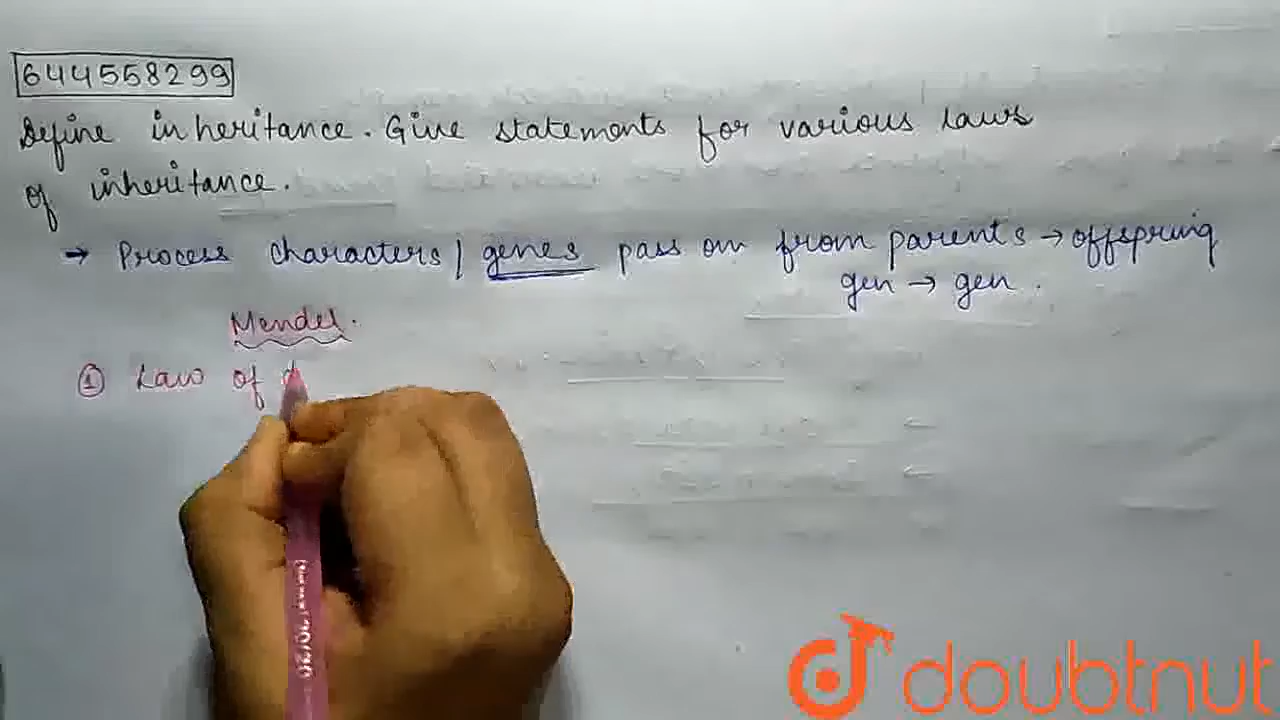 644558299
Define inheritance. Give statements for various laws
of inheritance.
→ Process characters / genes pass on from parents → offspring
gen → gen.
Mendel.
① Law of d
doubtnut